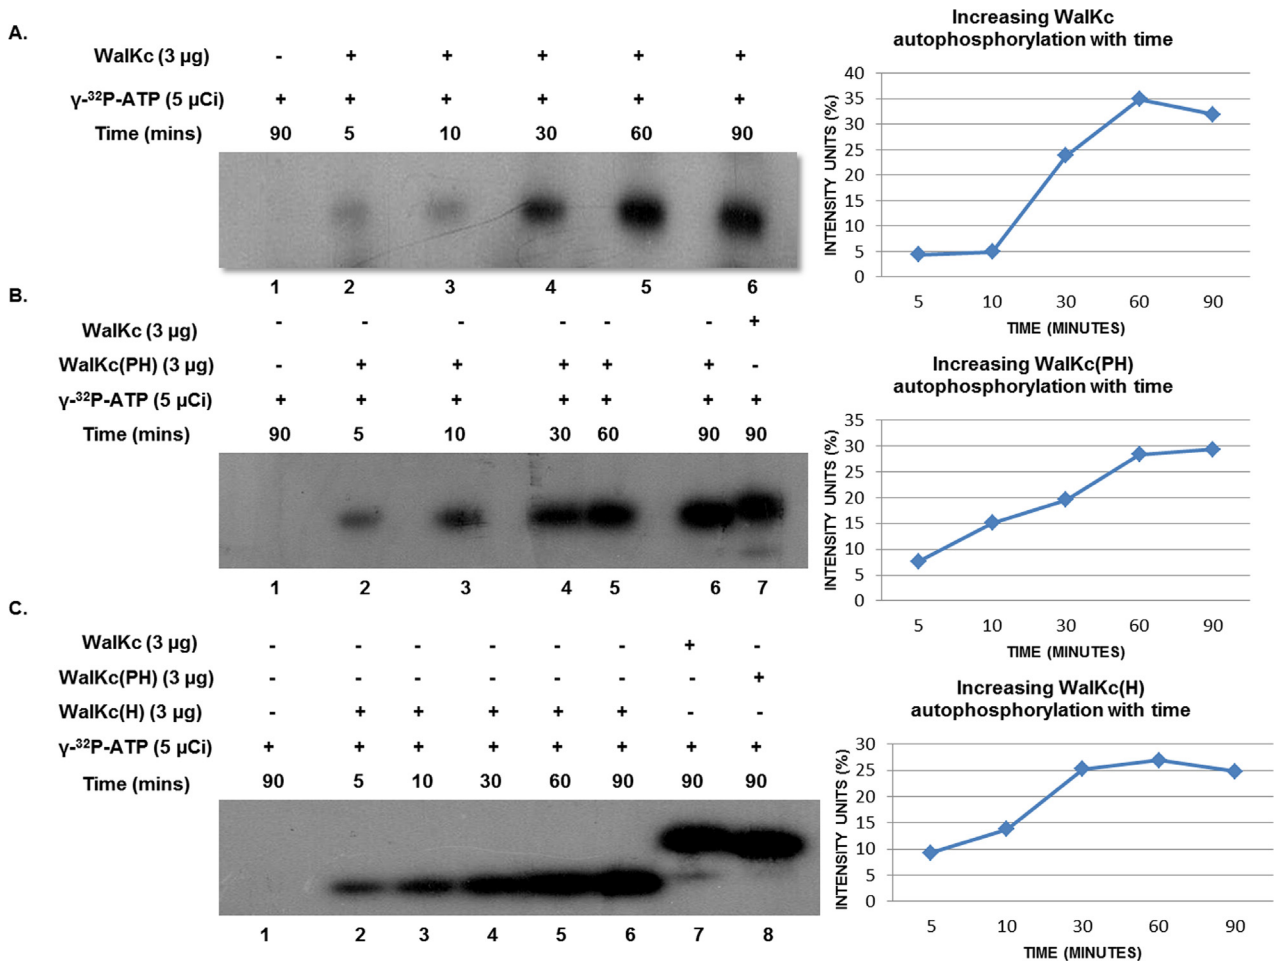 A.
WalKc (3 µg) - + + + + +
γ-³²P-ATP (5 µCi) + + + + + +
Time (mins) 90 5 10 30 60 90
1 2 3 4 5 6
Increasing WalKc
autophosphorylation with time
INTENSITY UNITS (%)
40
35
30
25
20
15
10
5
0
5 10 30 60 90
TIME (MINUTES)
B.
WalKc (3 µg) - - - - - - +
WalKc(PH) (3 µg) - + + + + + -
γ-³²P-ATP (5 µCi) + + + + + + +
Time (mins) 90 5 10 30 60 90 90
1 2 3 4 5 6 7
Increasing WalKc(PH)
autophosphorylation with time
INTENSITY UNITS (%)
35
30
25
20
15
10
5
0
5 10 30 60 90
TIME (MINUTES)
C.
WalKc (3 µg) - - - - - - + -
WalKc(PH) (3 µg) - - - - - - - +
WalKc(H) (3 µg) - + + + + + - -
γ-³²P-ATP (5 µCi) + + + + + + + +
Time (mins) 90 5 10 30 60 90 90 90
1 2 3 4 5 6 7 8
Increasing WalKc(H)
autophosphorylation with time
INTENSITY UNITS (%)
30
25
20
15
10
5
0
5 10 30 60 90
TIME (MINUTES)